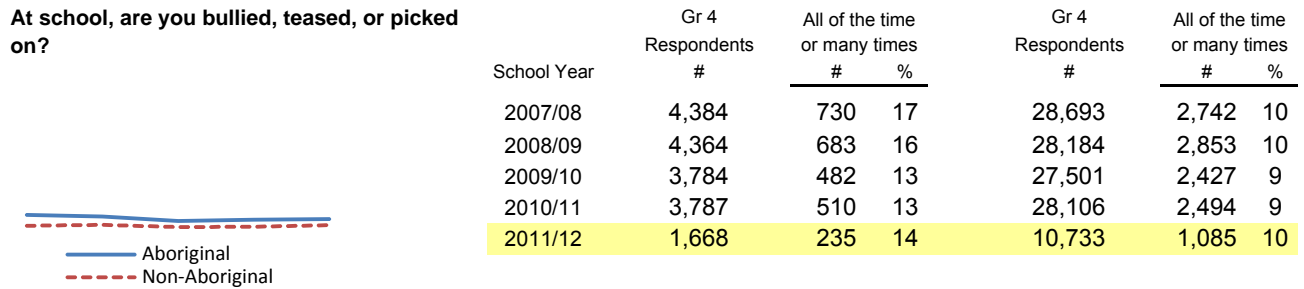 At school, are you bullied, teased, or picked on?
Gr 4 Respondents All of the time or many times Gr 4 Respondents All of the time or many times
School Year # # % # # %
2007/08 4,384 730 17 28,693 2,742 10
2008/09 4,364 683 16 28,184 2,853 10
2009/10 3,784 482 13 27,501 2,427 9
2010/11 3,787 510 13 28,106 2,494 9
2011/12 1,668 235 14 10,733 1,085 10
Aboriginal
Non-Aboriginal